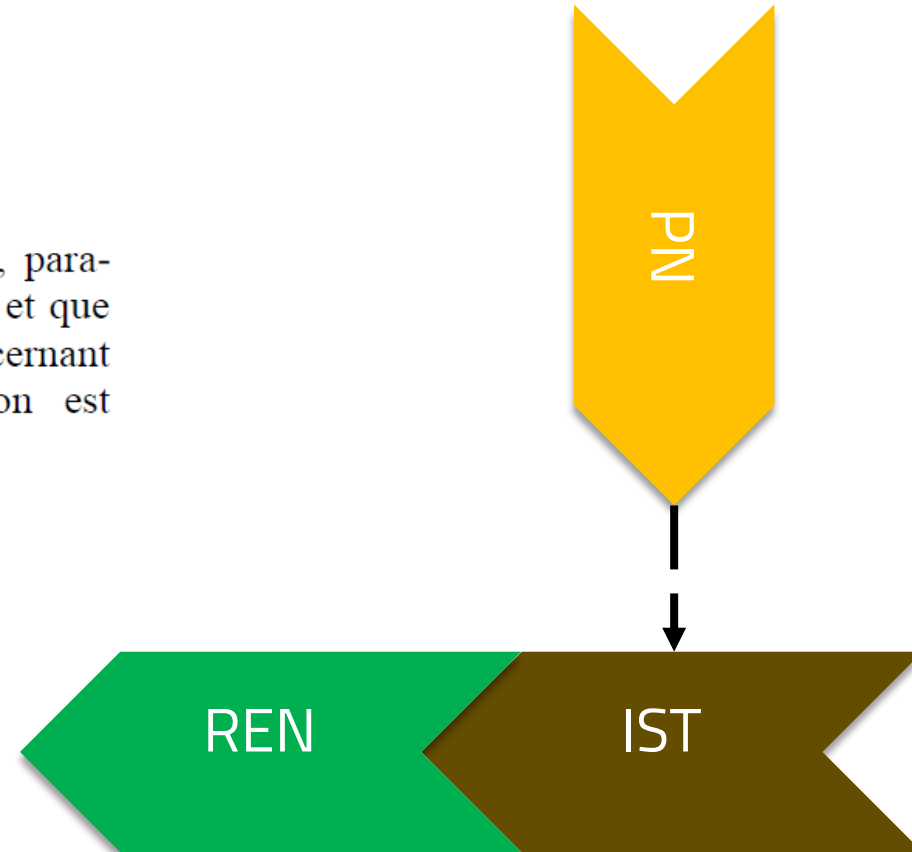 , para-
et que
cernant
on est
PN
REN
IST